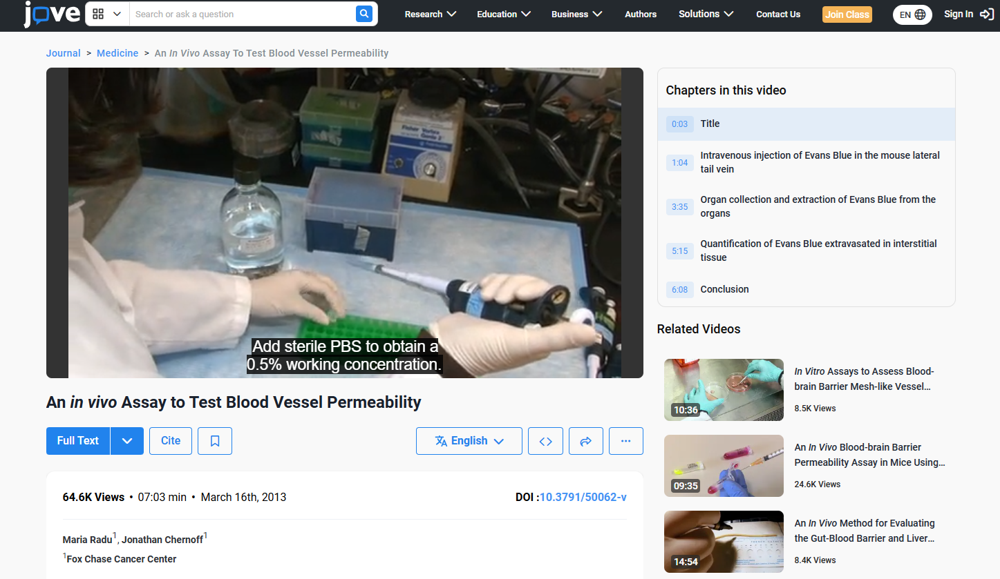 jove
Search or ask a question
Research
Education
Business
Authors
Solutions
Contact Us
Join Class
EN
Sign In
Journal > Medicine > An In Vivo Assay To Test Blood Vessel Permeability
Fisher Vortex
Genie 2
Add sterile PBS to obtain a
0.5% working concentration.
An in vivo Assay to Test Blood Vessel Permeability
Full Text
Cite
English
64.6K Views • 07:03 min • March 16th, 2013
DOI :10.3791/50062-v
Maria Radu1, Jonathan Chernoff1
1Fox Chase Cancer Center
Chapters in this video
0:03 Title
1:04 Intravenous injection of Evans Blue in the mouse lateral
tail vein
3:35 Organ collection and extraction of Evans Blue from the
organs
5:15 Quantification of Evans Blue extravasated in interstitial
tissue
6:08 Conclusion
Related Videos
10:36
In Vitro Assays to Assess Blood-
brain Barrier Mesh-like Vessel...
8.5K Views
09:35
An In Vivo Blood-brain Barrier
Permeability Assay in Mice Using...
24.6K Views
14:54
An In Vivo Method for Evaluating
the Gut-Blood Barrier and Liver...
8.4K Views